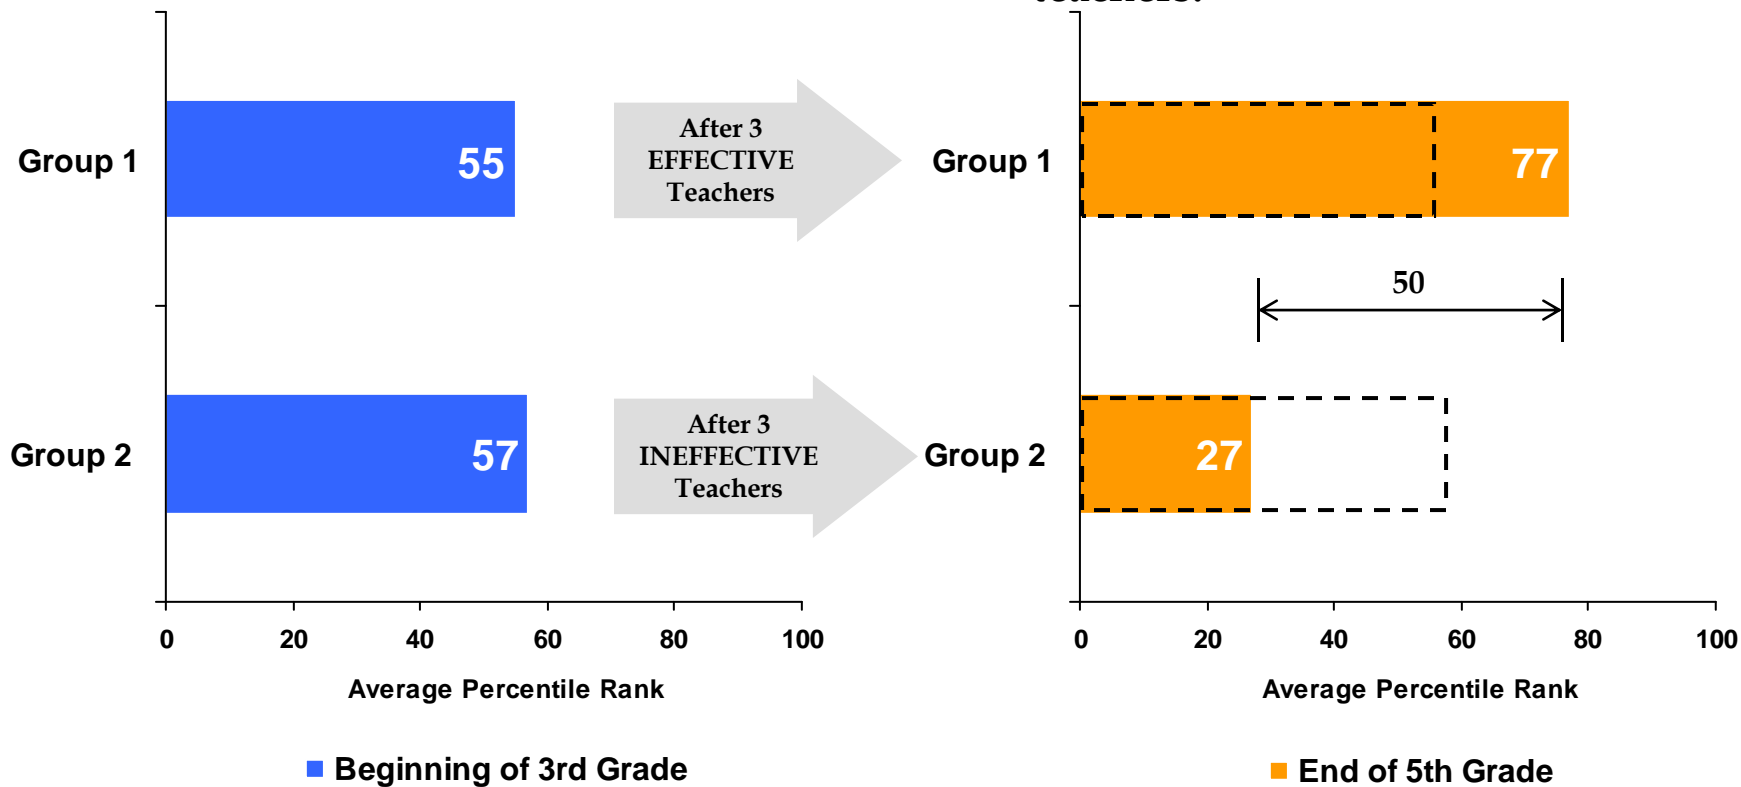 Group 1
55
After 3
EFFECTIVE
Teachers
Group 1
77
50
Group 2
57
After 3
INEFFECTIVE
Teachers
Group 2
27
0 20 40 60 80 100
Average Percentile Rank
Beginning of 3rd Grade
0 20 40 60 80 100
Average Percentile Rank
End of 5th Grade